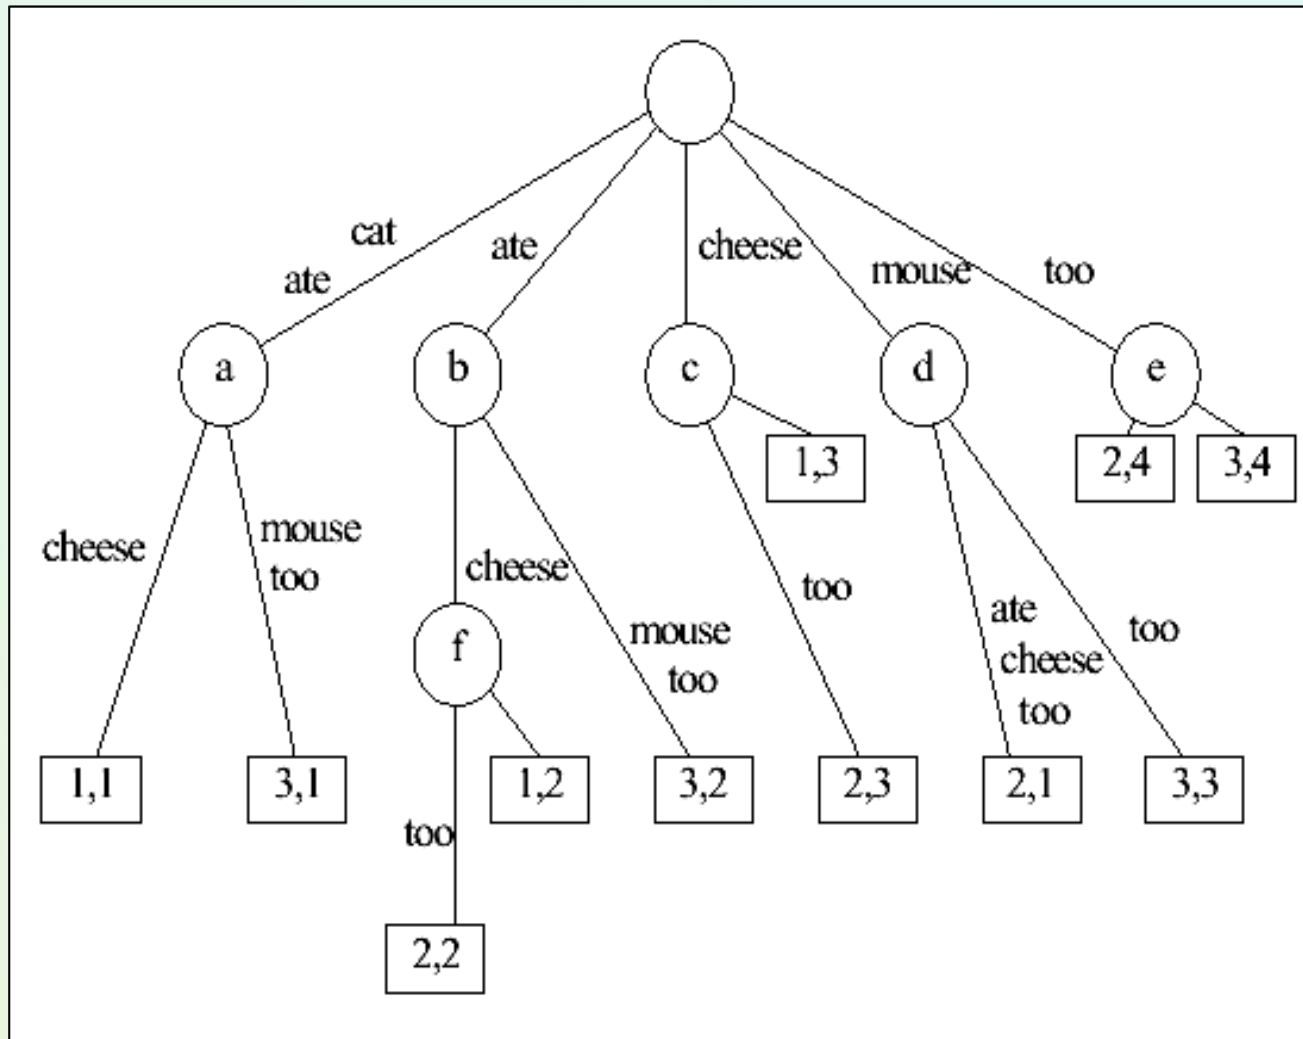 cat
ate
ate
cheese
mouse
too
a
b
c
d
e
1,3
2,4
3,4
cheese
mouse
too
cheese
too
ate
cheese
too
too
f
mouse
too
1,1
3,1
1,2
3,2
2,3
2,1
3,3
too
2,2